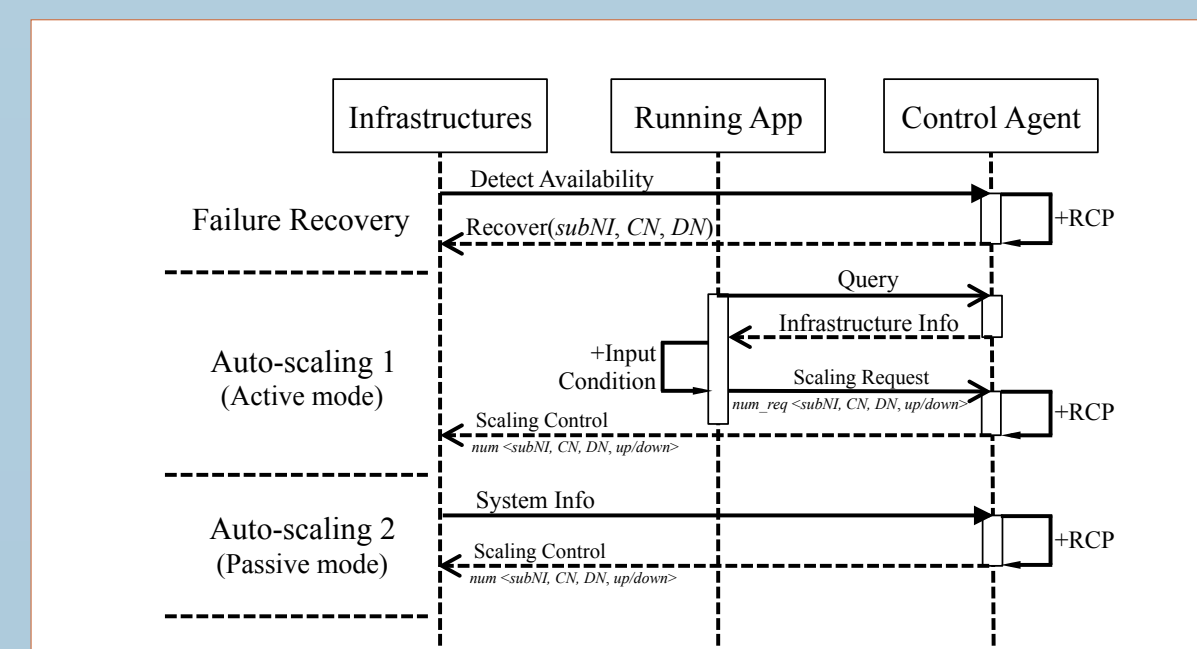 Infrastructures
Running App
Control Agent
Detect Availability
Failure Recovery
+RCP
Recover(subNI, CN, DN)
Query
Infrastructure Info
Auto-scaling 1
(Active mode)
+Input
Condition
Scaling Request
num_req <subNI, CN, DN, up/down>
+RCP
Scaling Control
num <subNI, CN, DN, up/down>
System Info
Auto-scaling 2
(Passive mode)
+RCP
Scaling Control
num <subNI, CN, DN, up/down>